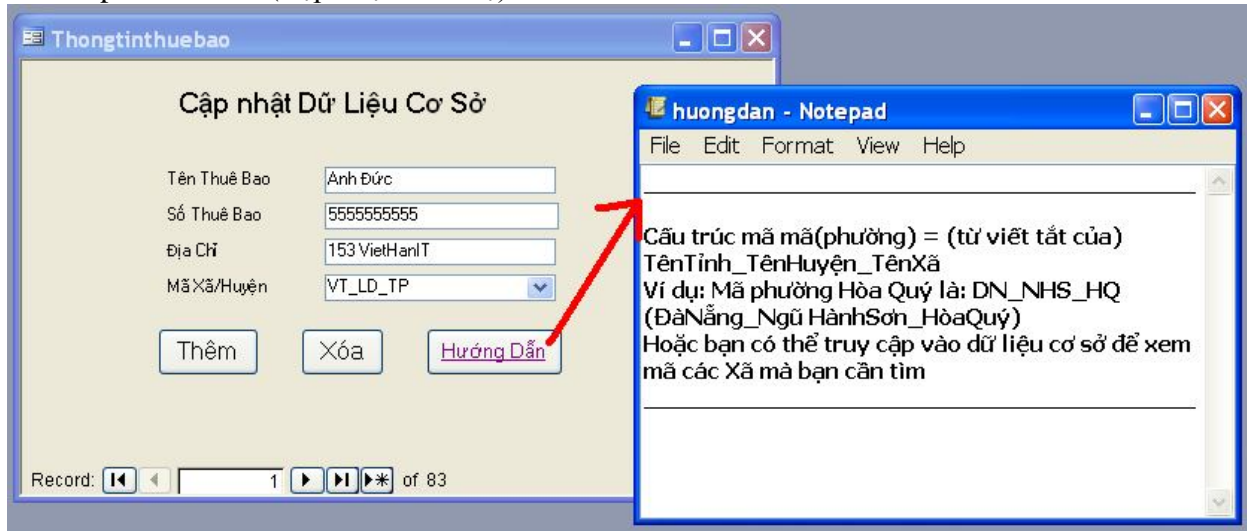 Thongtinthuebao
Cập nhật Dữ Liệu Cơ Sở
Tên Thuê Bao
Anh Đức
Số Thuê Bao
5555555555
Địa Chỉ
153 VietHanIT
Mã Xã/Huyện
VT_LD_TP
Thêm
Xóa
Hướng Dẫn
Record:
1
of 83
huongdan - Notepad
File Edit Format View Help
Cấu trúc mã mã(phường) = (từ viết tắt của)
TênTỉnh_TênHuyện_TênXã
Ví dụ: Mã phường Hòa Quý là: DN_NHS_HQ
(ĐàNẵng_Ngũ HànhSơn_HòaQuý)
Hoặc bạn có thể truy cập vào dữ liệu cơ sở để xem
mã các Xã mà bạn cần tìm